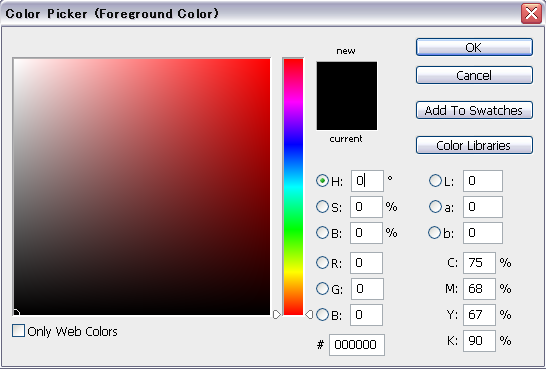 Color Picker (Foreground Color)
new
current
OK
Cancel
Add To Swatches
Color Libraries
H: 0 °
S: 0 %
B: 0 %
R: 0
G: 0
B: 0
# 000000
L: 0
a: 0
b: 0
C: 75 %
M: 68 %
Y: 67 %
K: 90 %
Only Web Colors